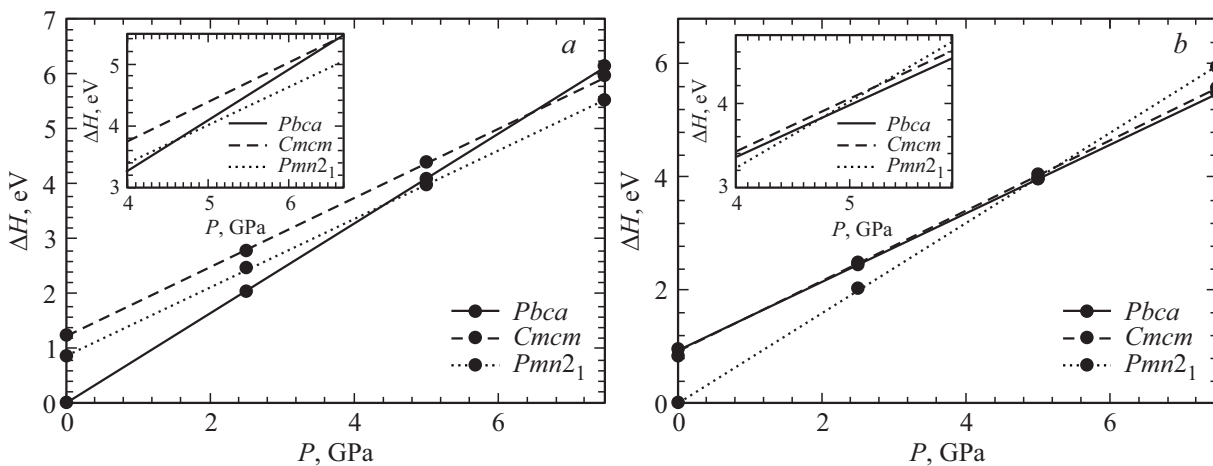 a
7
6
5
4
3
2
1
0
ΔH, eV
0 2 4 6
P, GPa
5
4
3
ΔH, eV
4 5 6
P, GPa
Pbca
Cmcm
Pmn2₁
Pbca
Cmcm
Pmn2₁
b
6
4
2
0
ΔH, eV
0 2 4 6
P, GPa
4
3
ΔH, eV
4 5
P, GPa
Pbca
Cmcm
Pmn2₁
Pbca
Cmcm
Pmn2₁